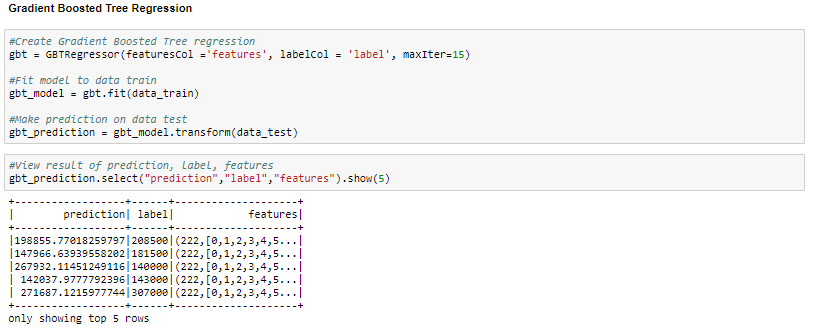 Gradient Boosted Tree Regression
#Create Gradient Boosted Tree regression
gbt = GBTRegressor(featuresCol ='features', labelCol = 'label', maxIter=15)
#Fit model to data train
gbt_model = gbt.fit(data_train)
#Make prediction on data test
gbt_prediction = gbt_model.transform(data_test)
#View result of prediction, label, features
gbt_prediction.select("prediction","label","features").show(5)
+------------------+------+--------------------+
|        prediction| label|            features|
+------------------+------+--------------------+
|198855.77018259797|208500|(222,[0,1,2,3,4,5...|
|147966.63939558202|181500|(222,[0,1,2,3,4,5...|
|267932.11451249116|140000|(222,[0,1,2,3,4,5...|
| 142037.9777792396|143000|(222,[0,1,2,3,4,5...|
| 271687.1215977744|307000|(222,[0,1,2,3,4,5...|
+------------------+------+--------------------+
only showing top 5 rows